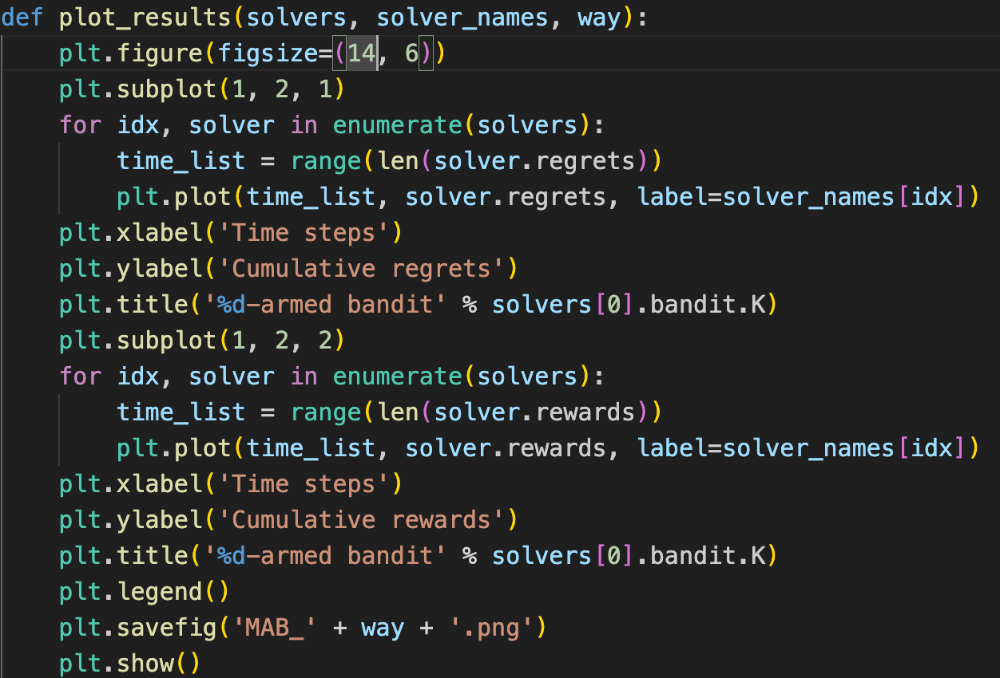 def plot_results(solvers, solver_names, way):
    plt.figure(figsize=(14, 6))
    plt.subplot(1, 2, 1)
    for idx, solver in enumerate(solvers):
        time_list = range(len(solver.regrets))
        plt.plot(time_list, solver.regrets, label=solver_names[idx])
    plt.xlabel('Time steps')
    plt.ylabel('Cumulative regrets')
    plt.title('%d-armed bandit' % solvers[0].bandit.K)
    plt.subplot(1, 2, 2)
    for idx, solver in enumerate(solvers):
        time_list = range(len(solver.rewards))
        plt.plot(time_list, solver.rewards, label=solver_names[idx])
    plt.xlabel('Time steps')
    plt.ylabel('Cumulative rewards')
    plt.title('%d-armed bandit' % solvers[0].bandit.K)
    plt.legend()
    plt.savefig('MAB_' + way + '.png')
    plt.show()